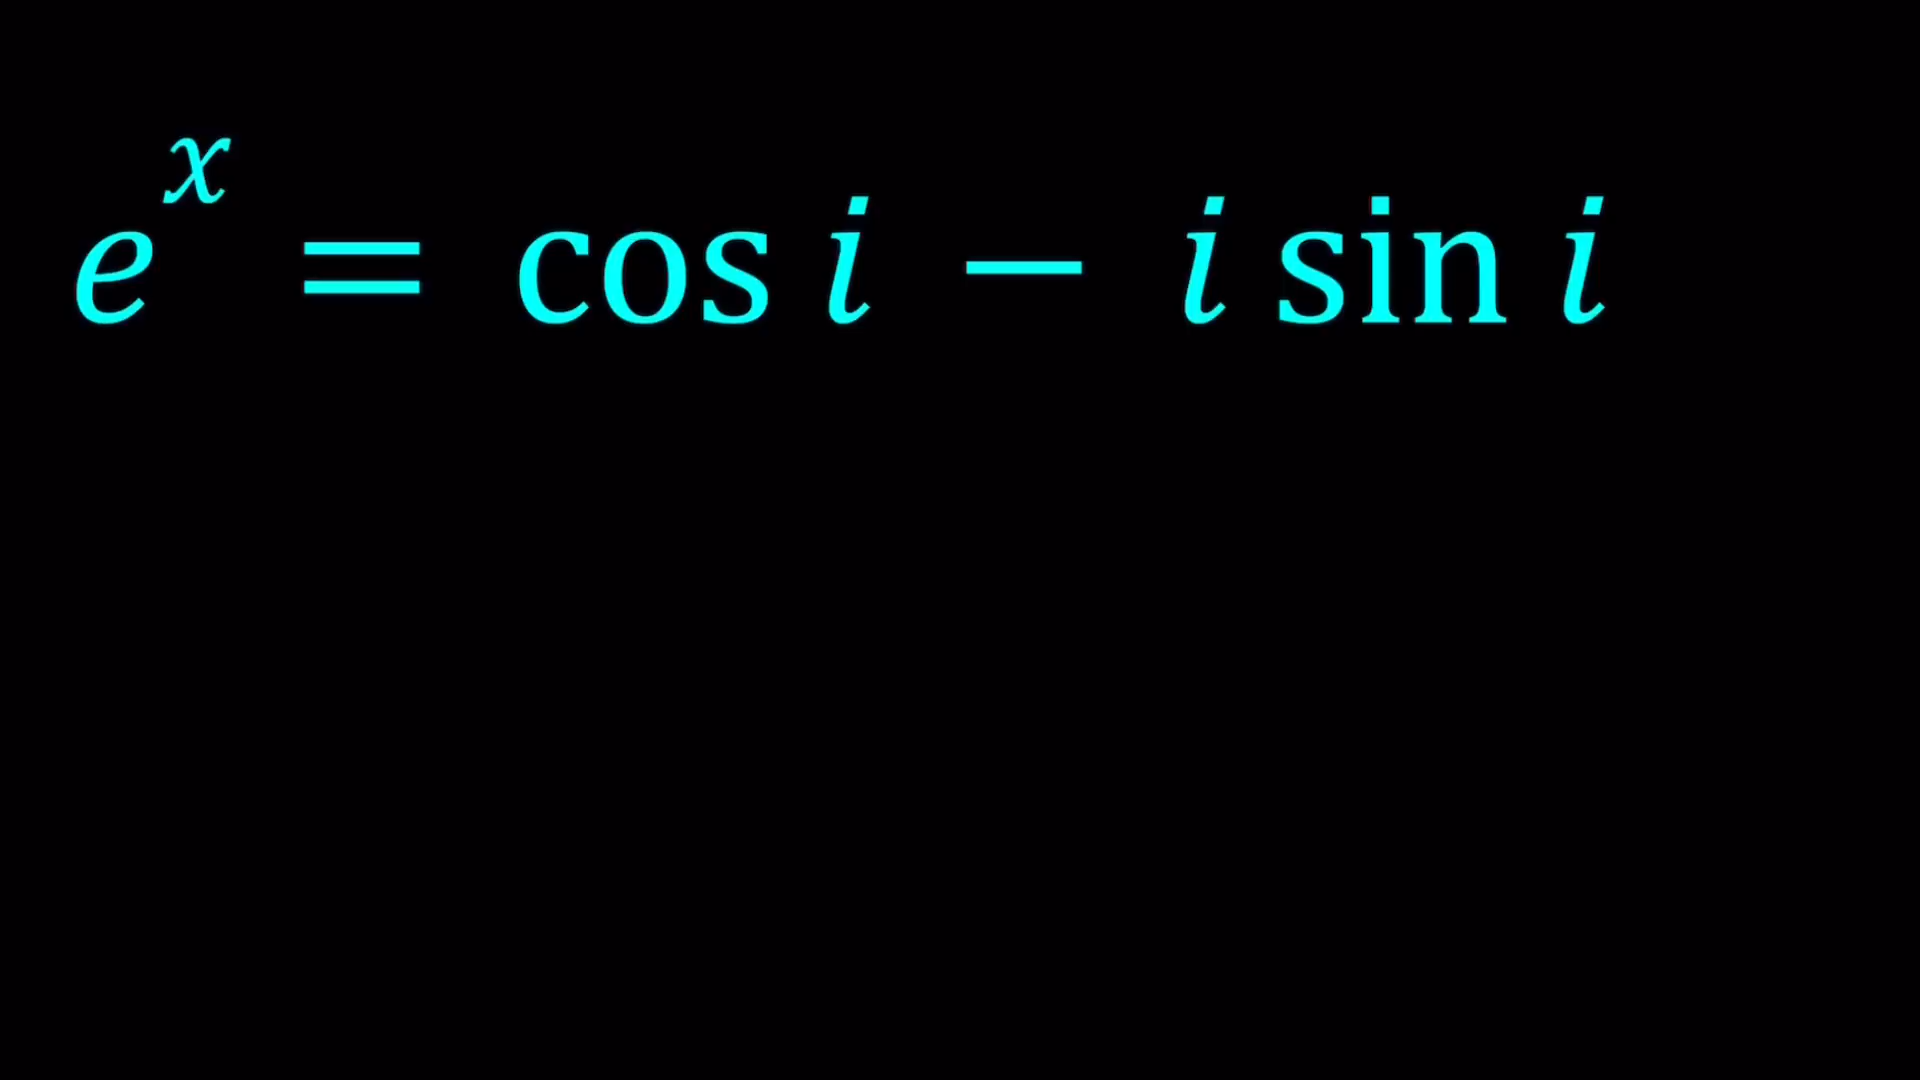 e^x = cos i − i sin i